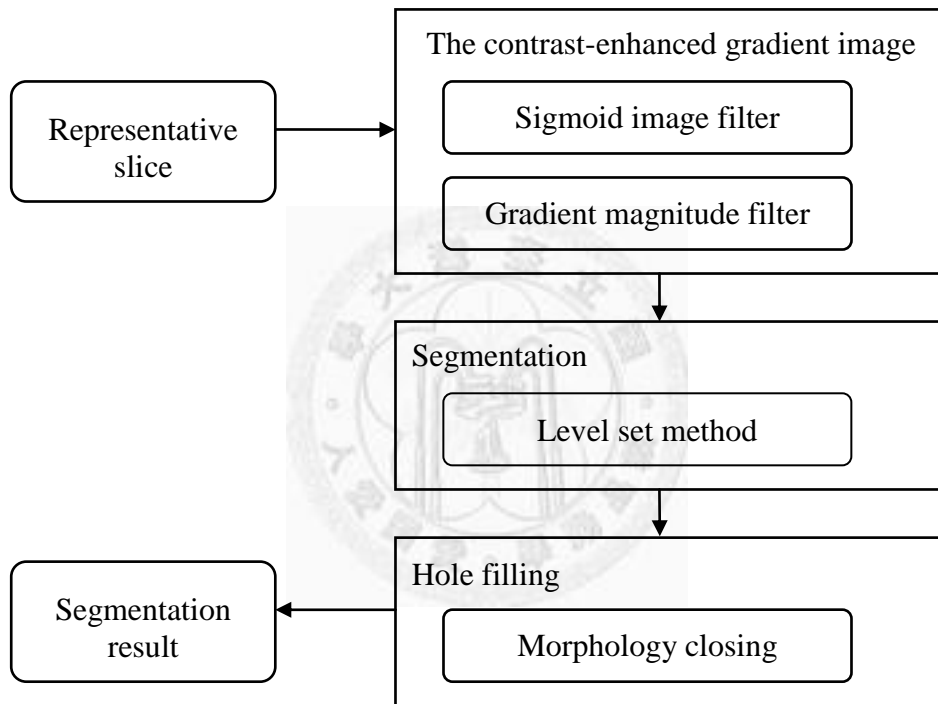 The contrast-enhanced gradient image
Representative
slice
Sigmoid image filter
Gradient magnitude filter
Segmentation
Level set method
Hole filling
Segmentation
result
Morphology closing